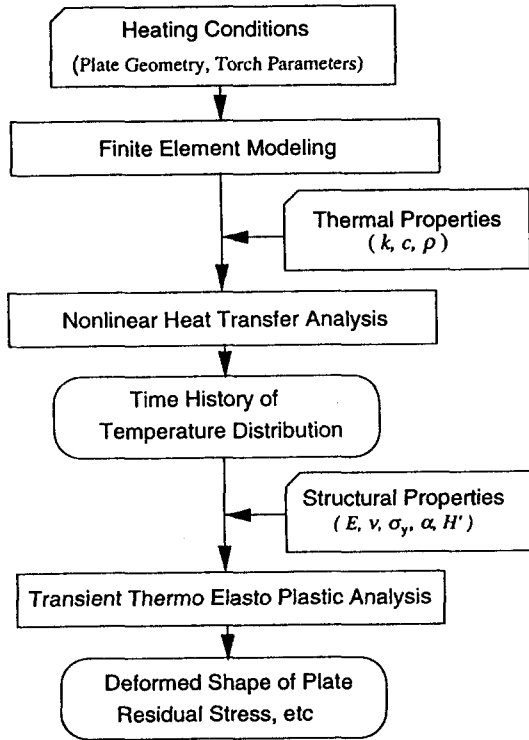 Heating Conditions
(Plate Geometry, Torch Parameters)
Finite Element Modeling
Thermal Properties
( k, c, ρ )
Nonlinear Heat Transfer Analysis
Time History of
Temperature Distribution
Structural Properties
( E, ν, σy, α, H' )
Transient Thermo Elasto Plastic Analysis
Deformed Shape of Plate
Residual Stress, etc